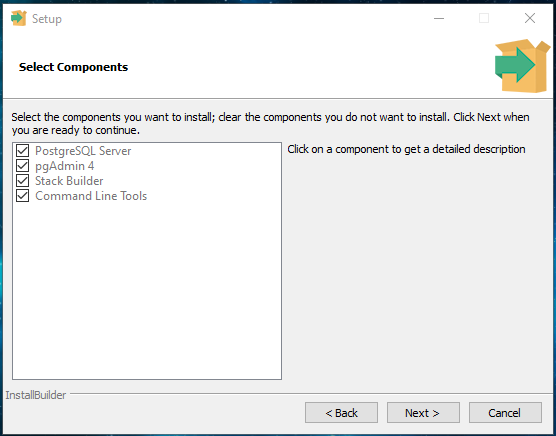 Setup
Select Components
Select the components you want to install; clear the components you do not want to install. Click Next when
you are ready to continue.
PostgreSQL Server
pgAdmin 4
Stack Builder
Command Line Tools
Click on a component to get a detailed description
InstallBuilder
< Back
Next >
Cancel